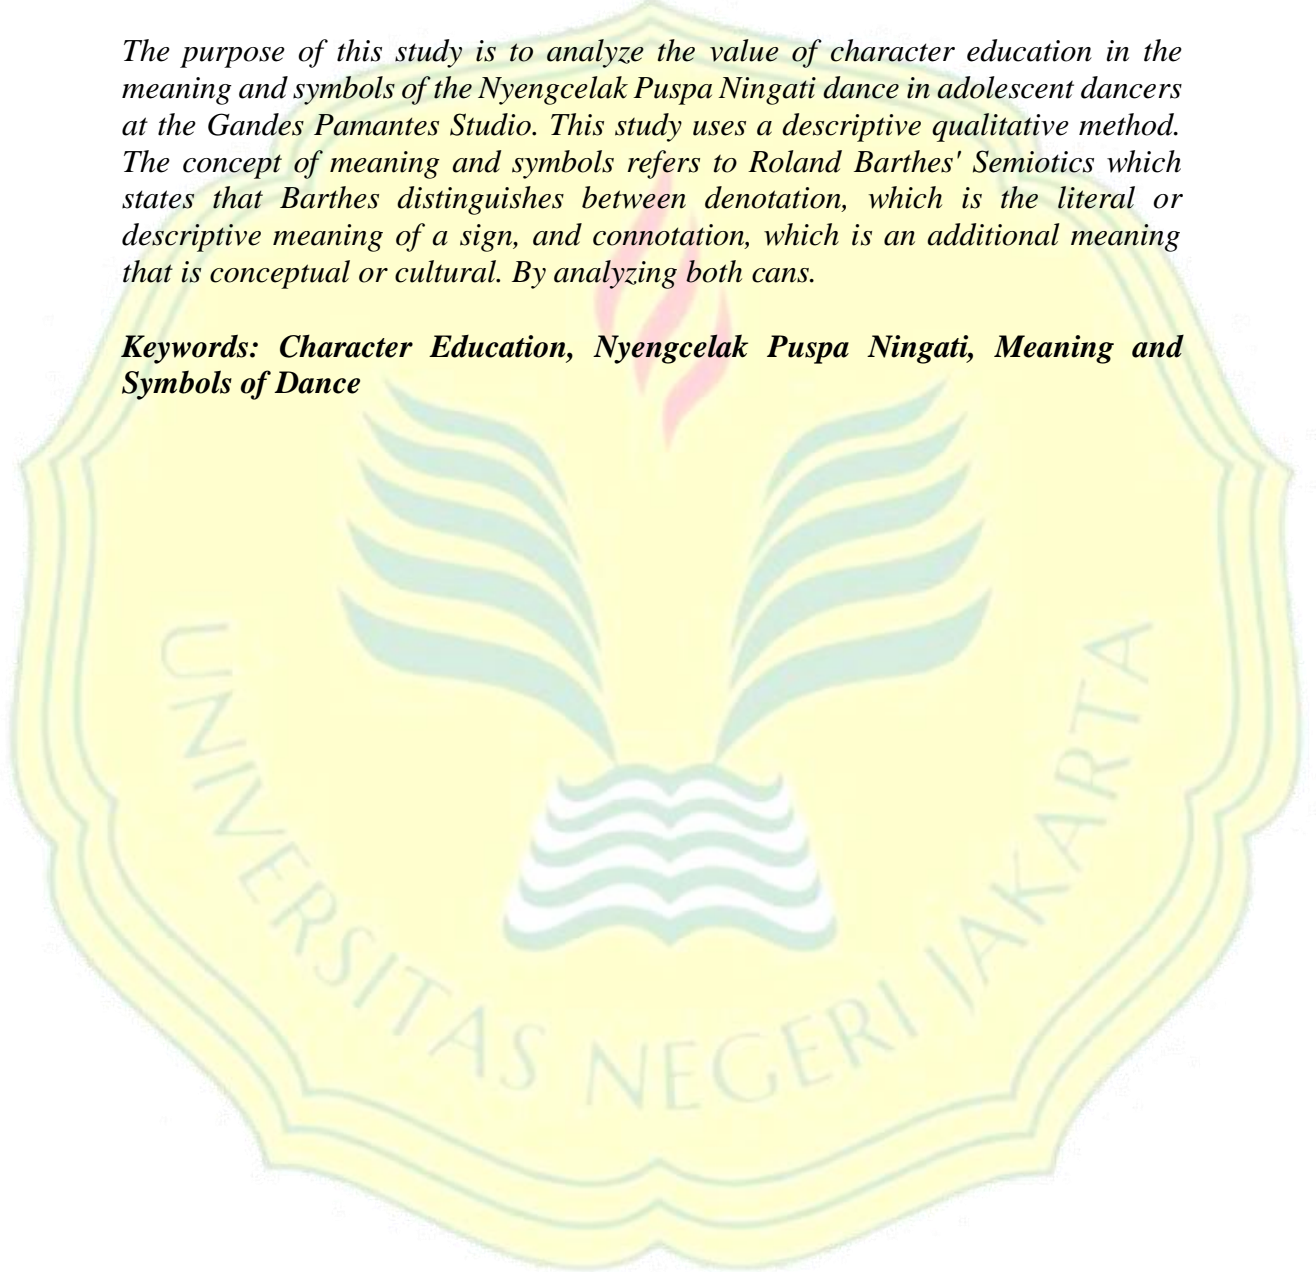 The purpose of this study is to analyze the value of character education in the
meaning and symbols of the Nyengcelak Puspa Ningati dance in adolescent dancers
at the Gandes Pamantes Studio. This study uses a descriptive qualitative method.
The concept of meaning and symbols refers to Roland Barthes' Semiotics which
states that Barthes distinguishes between denotation, which is the literal or
descriptive meaning of a sign, and connotation, which is an additional meaning
that is conceptual or cultural. By analyzing both cans.
Keywords: Character Education, Nyengcelak Puspa Ningati, Meaning and
Symbols of Dance
UNIVERSITAS NEGERI JAKARTA